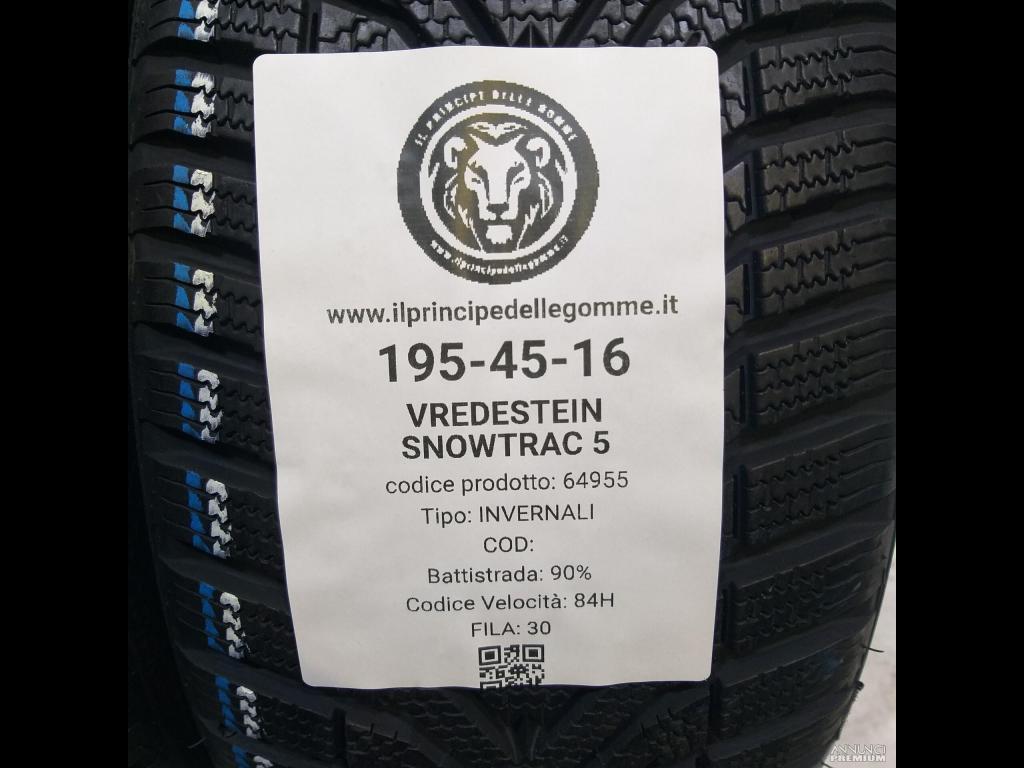 IL PRINCIPE DELLE GOMME
www.ilprincipedellegomme.it
www.ilprincipedellegomme.it
195-45-16
VREDESTEIN
SNOWTRAC 5
codice prodotto: 64955
Tipo: INVERNALI
COD:
Battistrada: 90%
Codice Velocità: 84H
FILA: 30
ANNUNCI
PREMIUM